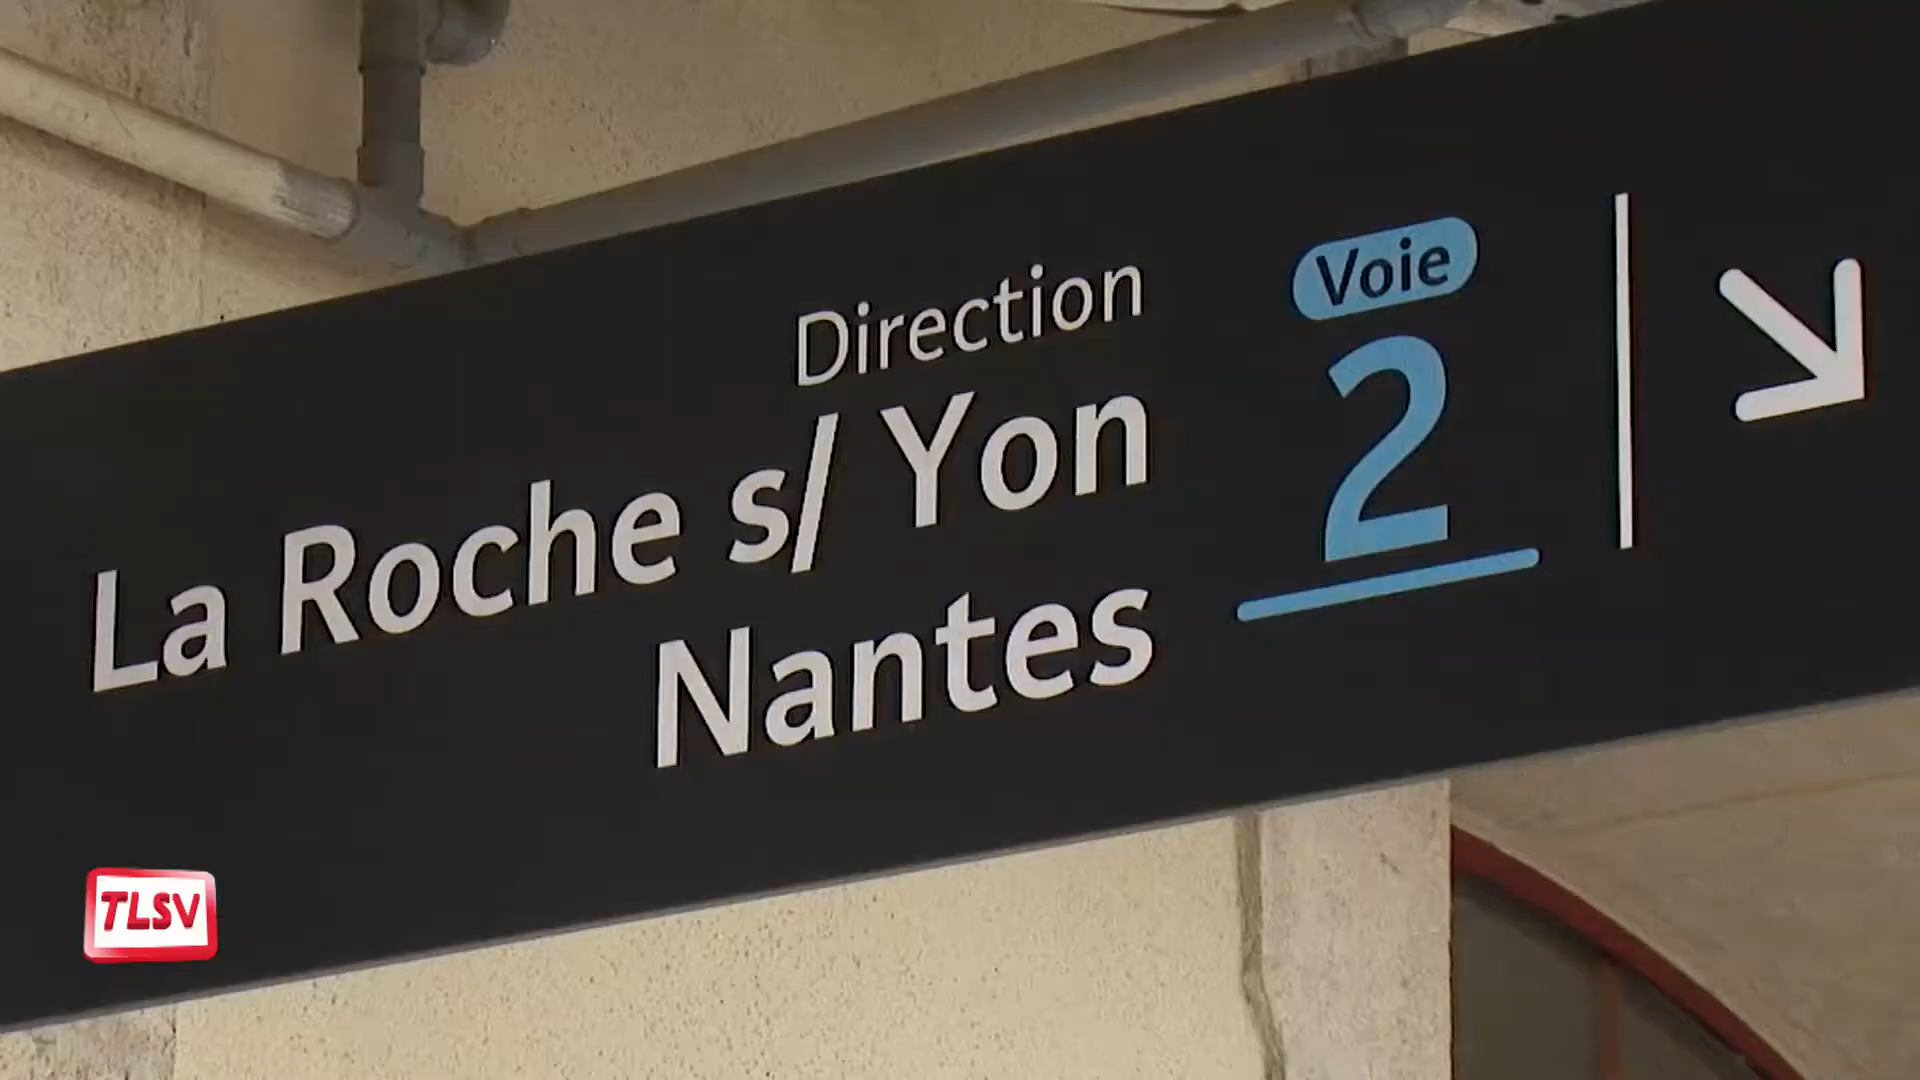 Direction
La Roche s/ Yon
Nantes
Voie
2
TLSV